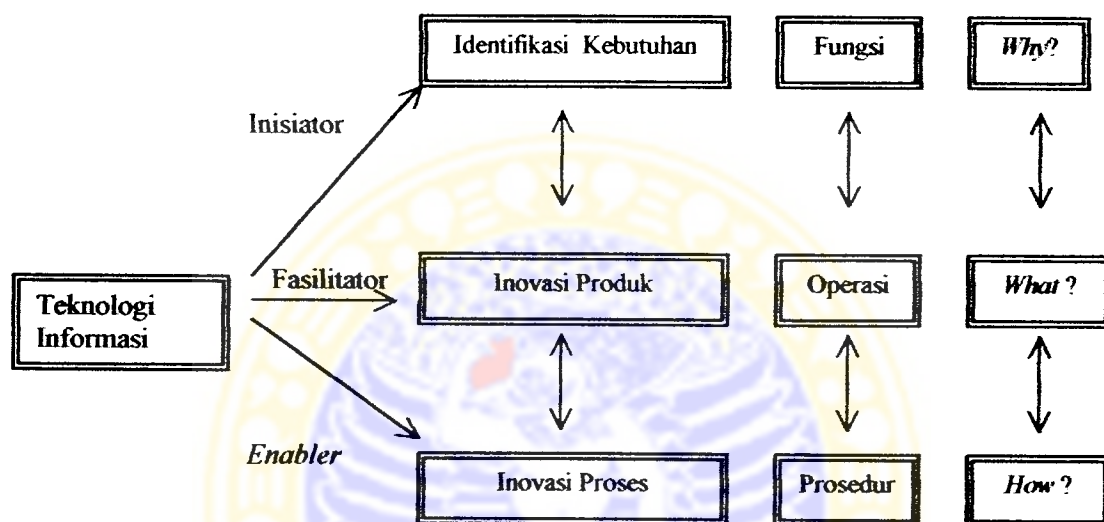 Identifikasi Kebutuhan Fungsi Why?
Inisiator
Fasilitator Inovasi Produk Operasi What ?
Teknologi
Informasi
Enabler
Inovasi Proses Prosedur How ?